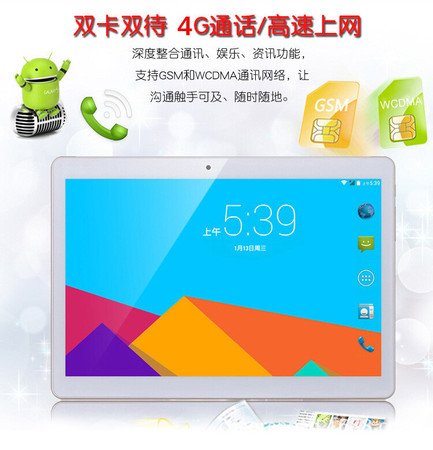 双卡双待 4G通话/高速上网
深度整合通讯、娱乐、资讯功能，
支持GSM和WCDMA通讯网络，让
沟通触手可及、随时随地。
GSM
WCDMA
5:39
上午 5:39
1月13日周三